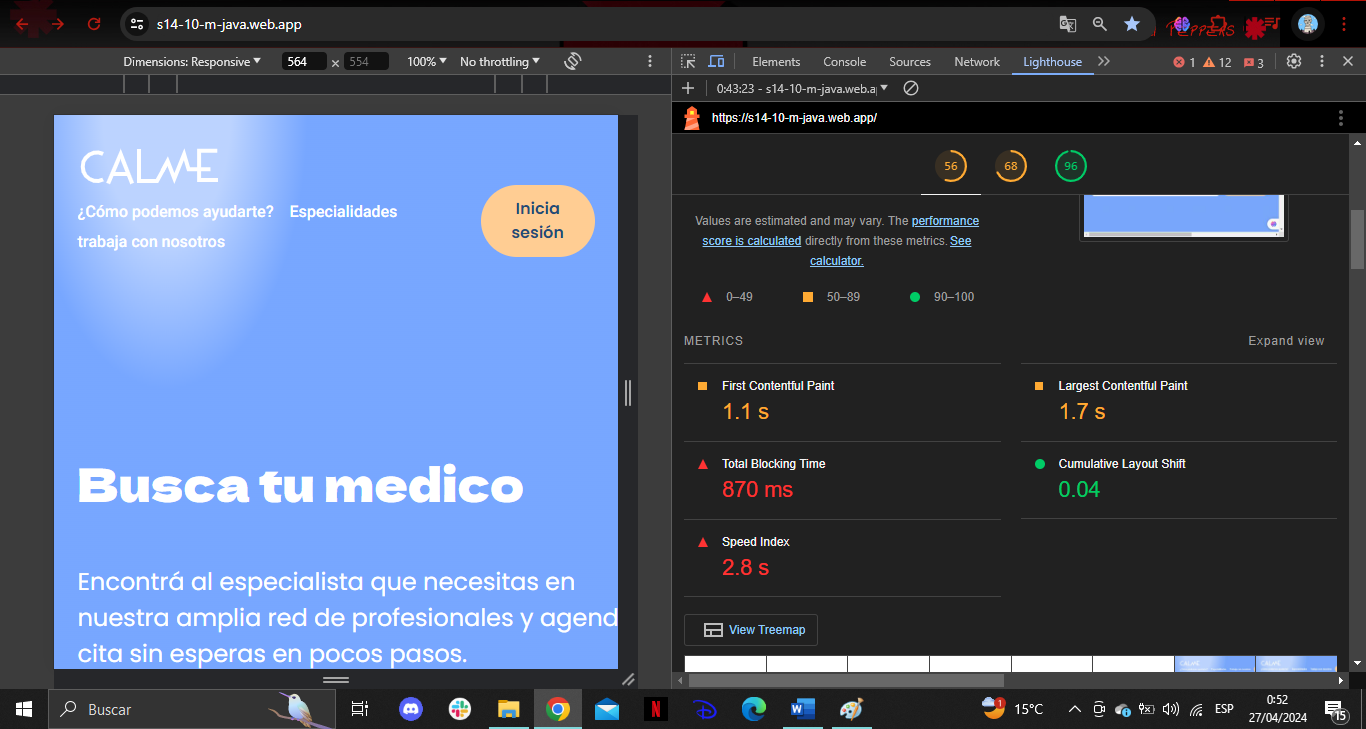 s14-10-m-java.web.app
PEPPERS
Dimensions: Responsive
564
x
554
100%
No throttling
Elements
Console
Sources
Network
Lighthouse
1
12
3
0:43:23 - s14-10-m-java.web.a
https://s14-10-m-java.web.app/
56
68
96
CALME
¿Cómo podemos ayudarte?
Especialidades
trabaja con nosotros
Inicia
sesión
Busca tu medico
Encontrá al especialista que necesitas en
nuestra amplia red de profesionales y agend
cita sin esperas en pocos pasos.
Values are estimated and may vary. The performance
score is calculated directly from these metrics. See
calculator.
0–49
50–89
90–100
METRICS
Expand view
First Contentful Paint
1.1 s
Largest Contentful Paint
1.7 s
Total Blocking Time
870 ms
Cumulative Layout Shift
0.04
Speed Index
2.8 s
View Treemap
Buscar
1
15°C
ESP
0:52
27/04/2024
15